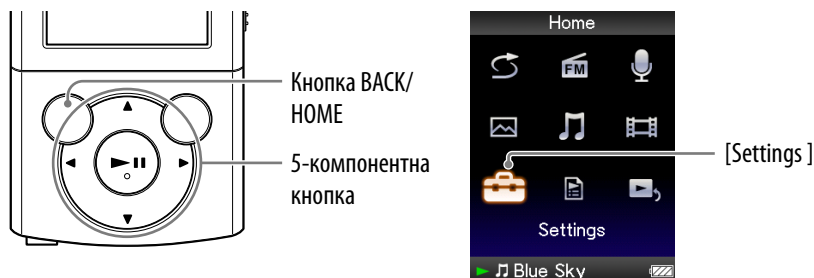 Кнопка BACK/
HOME
5-компонентна
кнопка
Home
FM
[Settings ]
Settings
Blue Sky